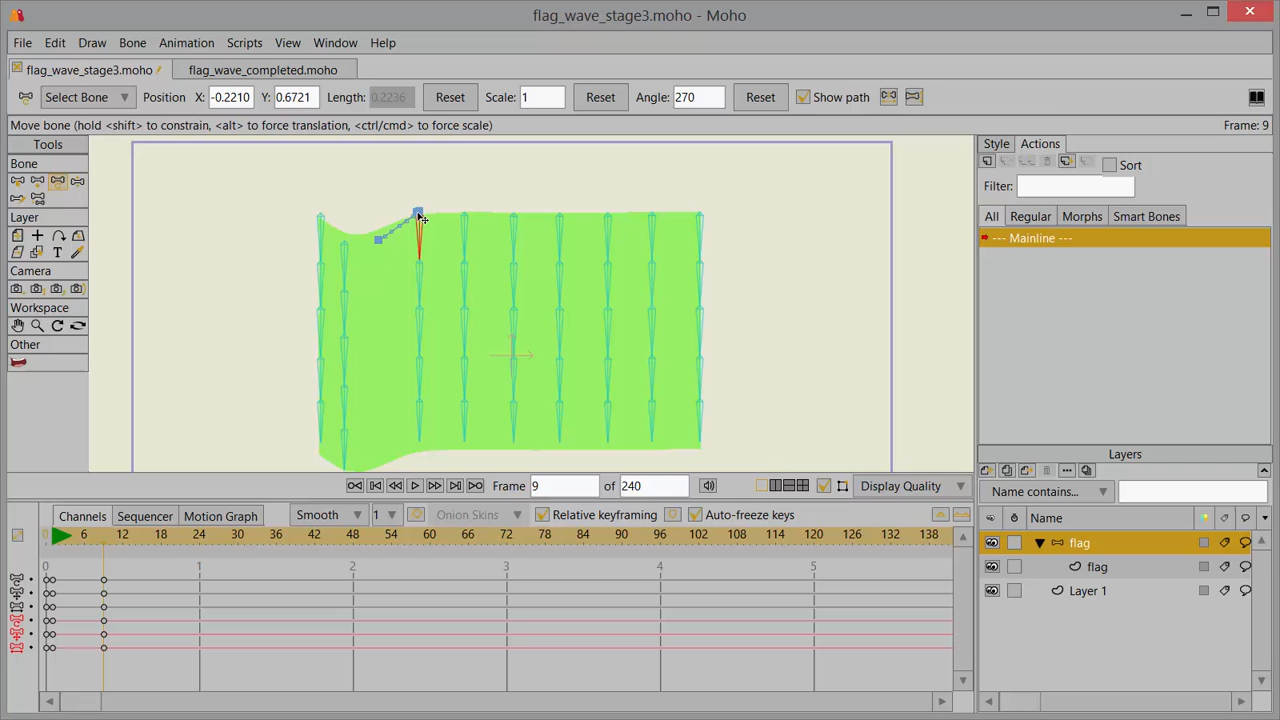 flag_wave_stage3.moho - Moho
File Edit Draw Bone Animation Scripts View Window Help
flag_wave_stage3.moho flag_wave_completed.moho
Select Bone Position X: -0.2210 Y: 0.6721 Length: 0.2236 Reset Scale: 1 Reset Angle: 270 Reset Show path
Move bone (hold <shift> to constrain, <alt> to force translation, <ctrl/cmd> to force scale) Frame: 9
Tools
Bone
Layer
Camera
Workspace
Other
Style Actions
Sort
Filter:
All Regular Morphs Smart Bones
--- Mainline ---
Layers
Name contains...
Name
flag
flag
Layer 1
Frame 9 of 240 Display Quality
Channels Sequencer Motion Graph Smooth 1 Onion Skins Relative keyframing Auto-freeze keys
0 6 12 18 24 30 36 42 48 54 60 66 72 78 84 90 96 102 108 114 120 126 132 138
0 1 2 3 4 5